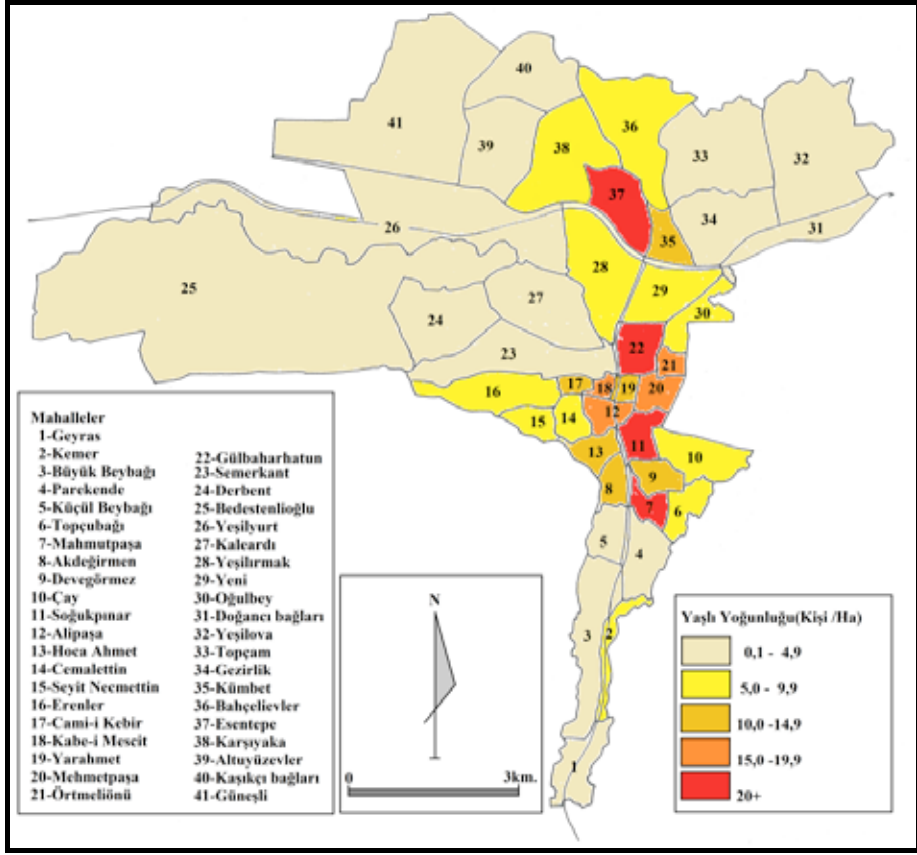 40
36
41
38
39
33
32
37
34
31
35
26
28
29
25
27
30
24
22
21
23
17
18
19
20
16
12
14
15
11
13
10
9
8
7
6
5
4
3
2
1
Mahalleler
1-Geyras
2-Kemer
3-Büyük Beybağı
4-Parekende
5-Küçül Beybağı
6-Topçubağı
7-Mahmutpaşa
8-Akdeğirmen
9-Devegörmez
10-Çay
11-Soğukpınar
12-Alipaşa
13-Hoca Ahmet
14-Cemalettin
15-Seyit Necmettin
16-Erenler
17-Cami-i Kebir
18-Kabe-i Mescit
19-Yarahmet
20-Mehmetpaşa
21-Örtmeliönü
22-Gülbaharhatun
23-Semerkant
24-Derbent
25-Bedestenlioğlu
26-Yeşilyurt
27-Kaleardı
28-Yeşilırmak
29-Yeni
30-Oğulbey
31-Doğancı bağları
32-Yeşilova
33-Topçam
34-Gezirlik
35-Kümbet
36-Bahçelievler
37-Esentepe
38-Karşıyaka
39-Altuyüzevler
40-Kaşıkçı bağları
41-Güneşli
N
0 3km.
Yaşlı Yoğunluğu(Kişi /Ha)
0,1 - 4,9
5,0 - 9,9
10,0 -14,9
15,0 -19,9
20+